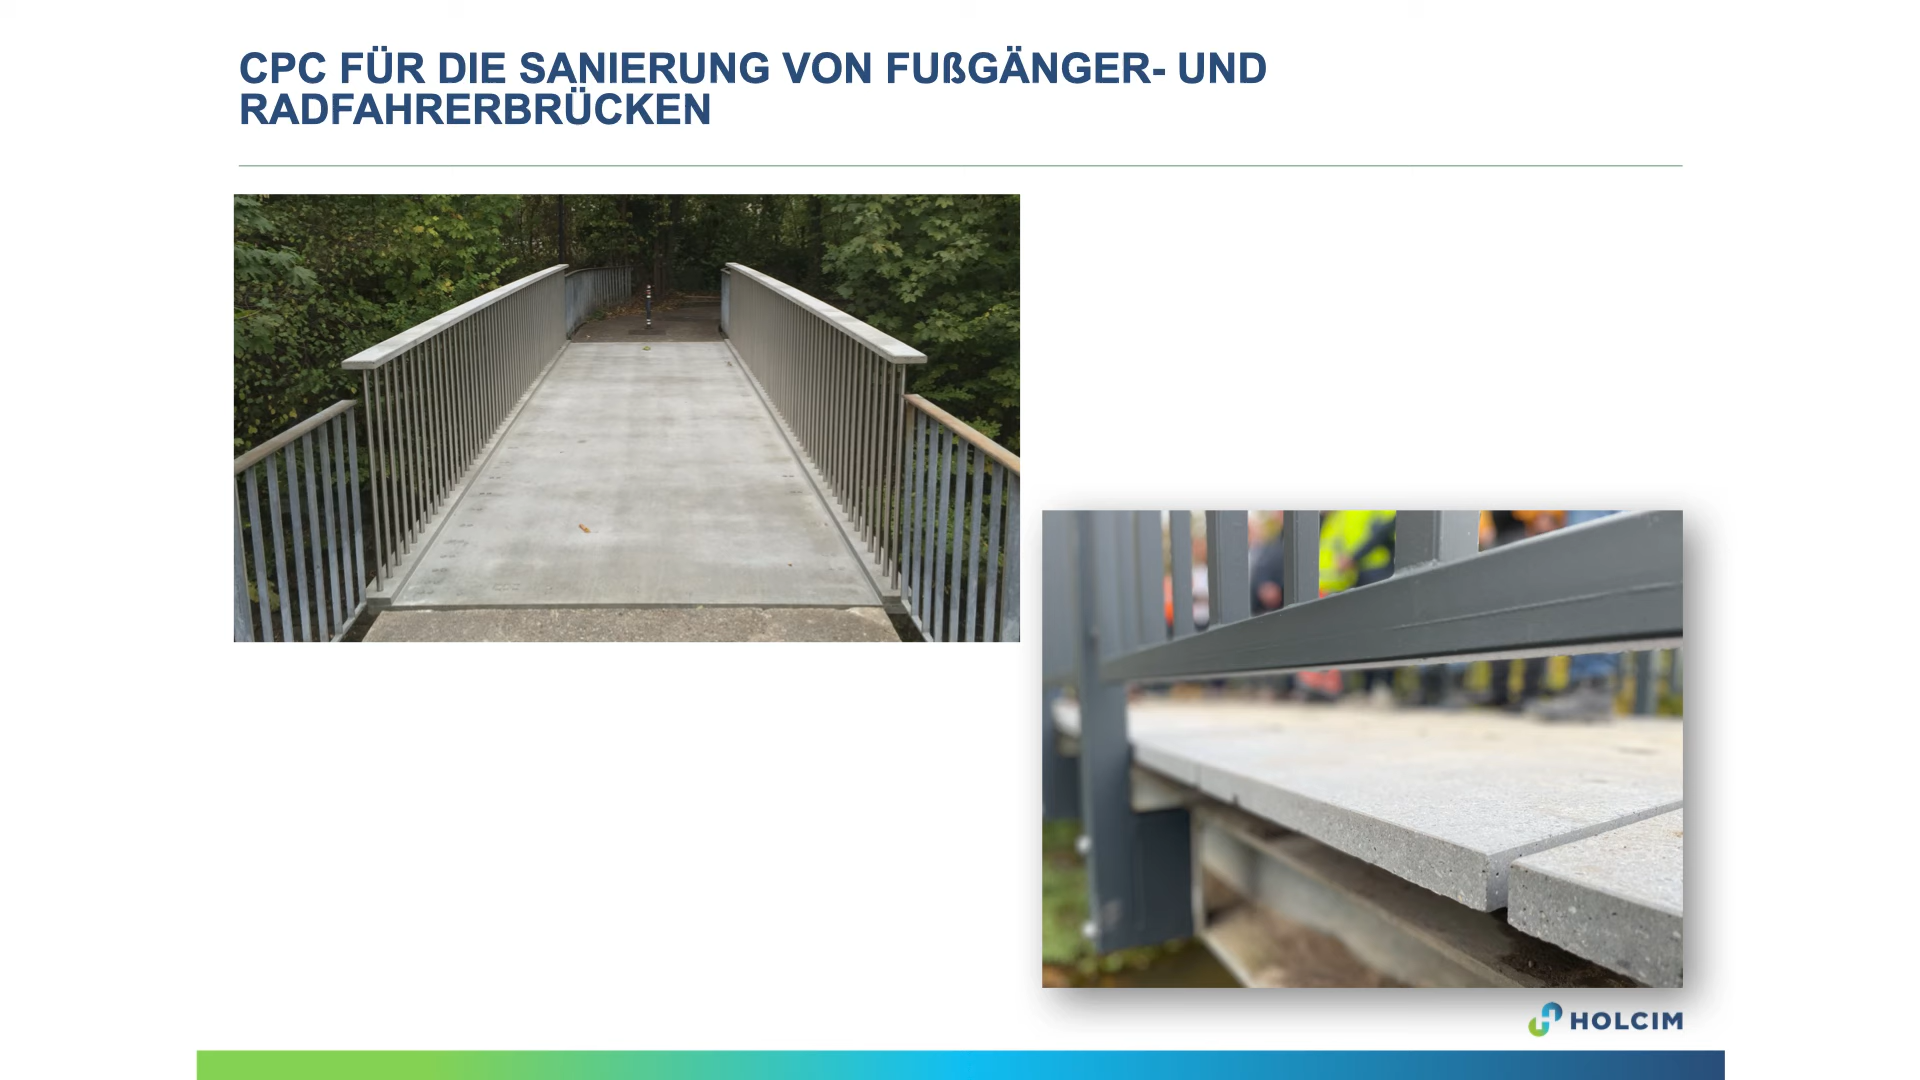 CPC FÜR DIE SANIERUNG VON FUßGÄNGER- UND
RADFAHRERBRÜCKEN
HOLCIM